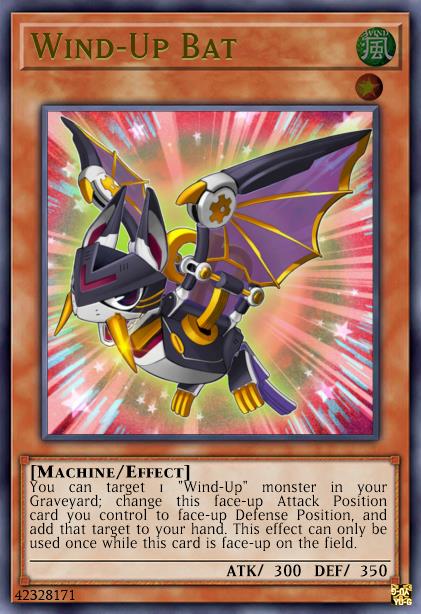 WIND-UP BAT
WIND
風
[MACHINE/EFFECT]
You can target 1 "Wind-Up" monster in your
Graveyard; change this face-up Attack Position
card you control to face-up Defense Position, and
add that target to your hand. This effect can only be
used once while this card is face-up on the field.
ATK/ 300 DEF/ 350
42328171